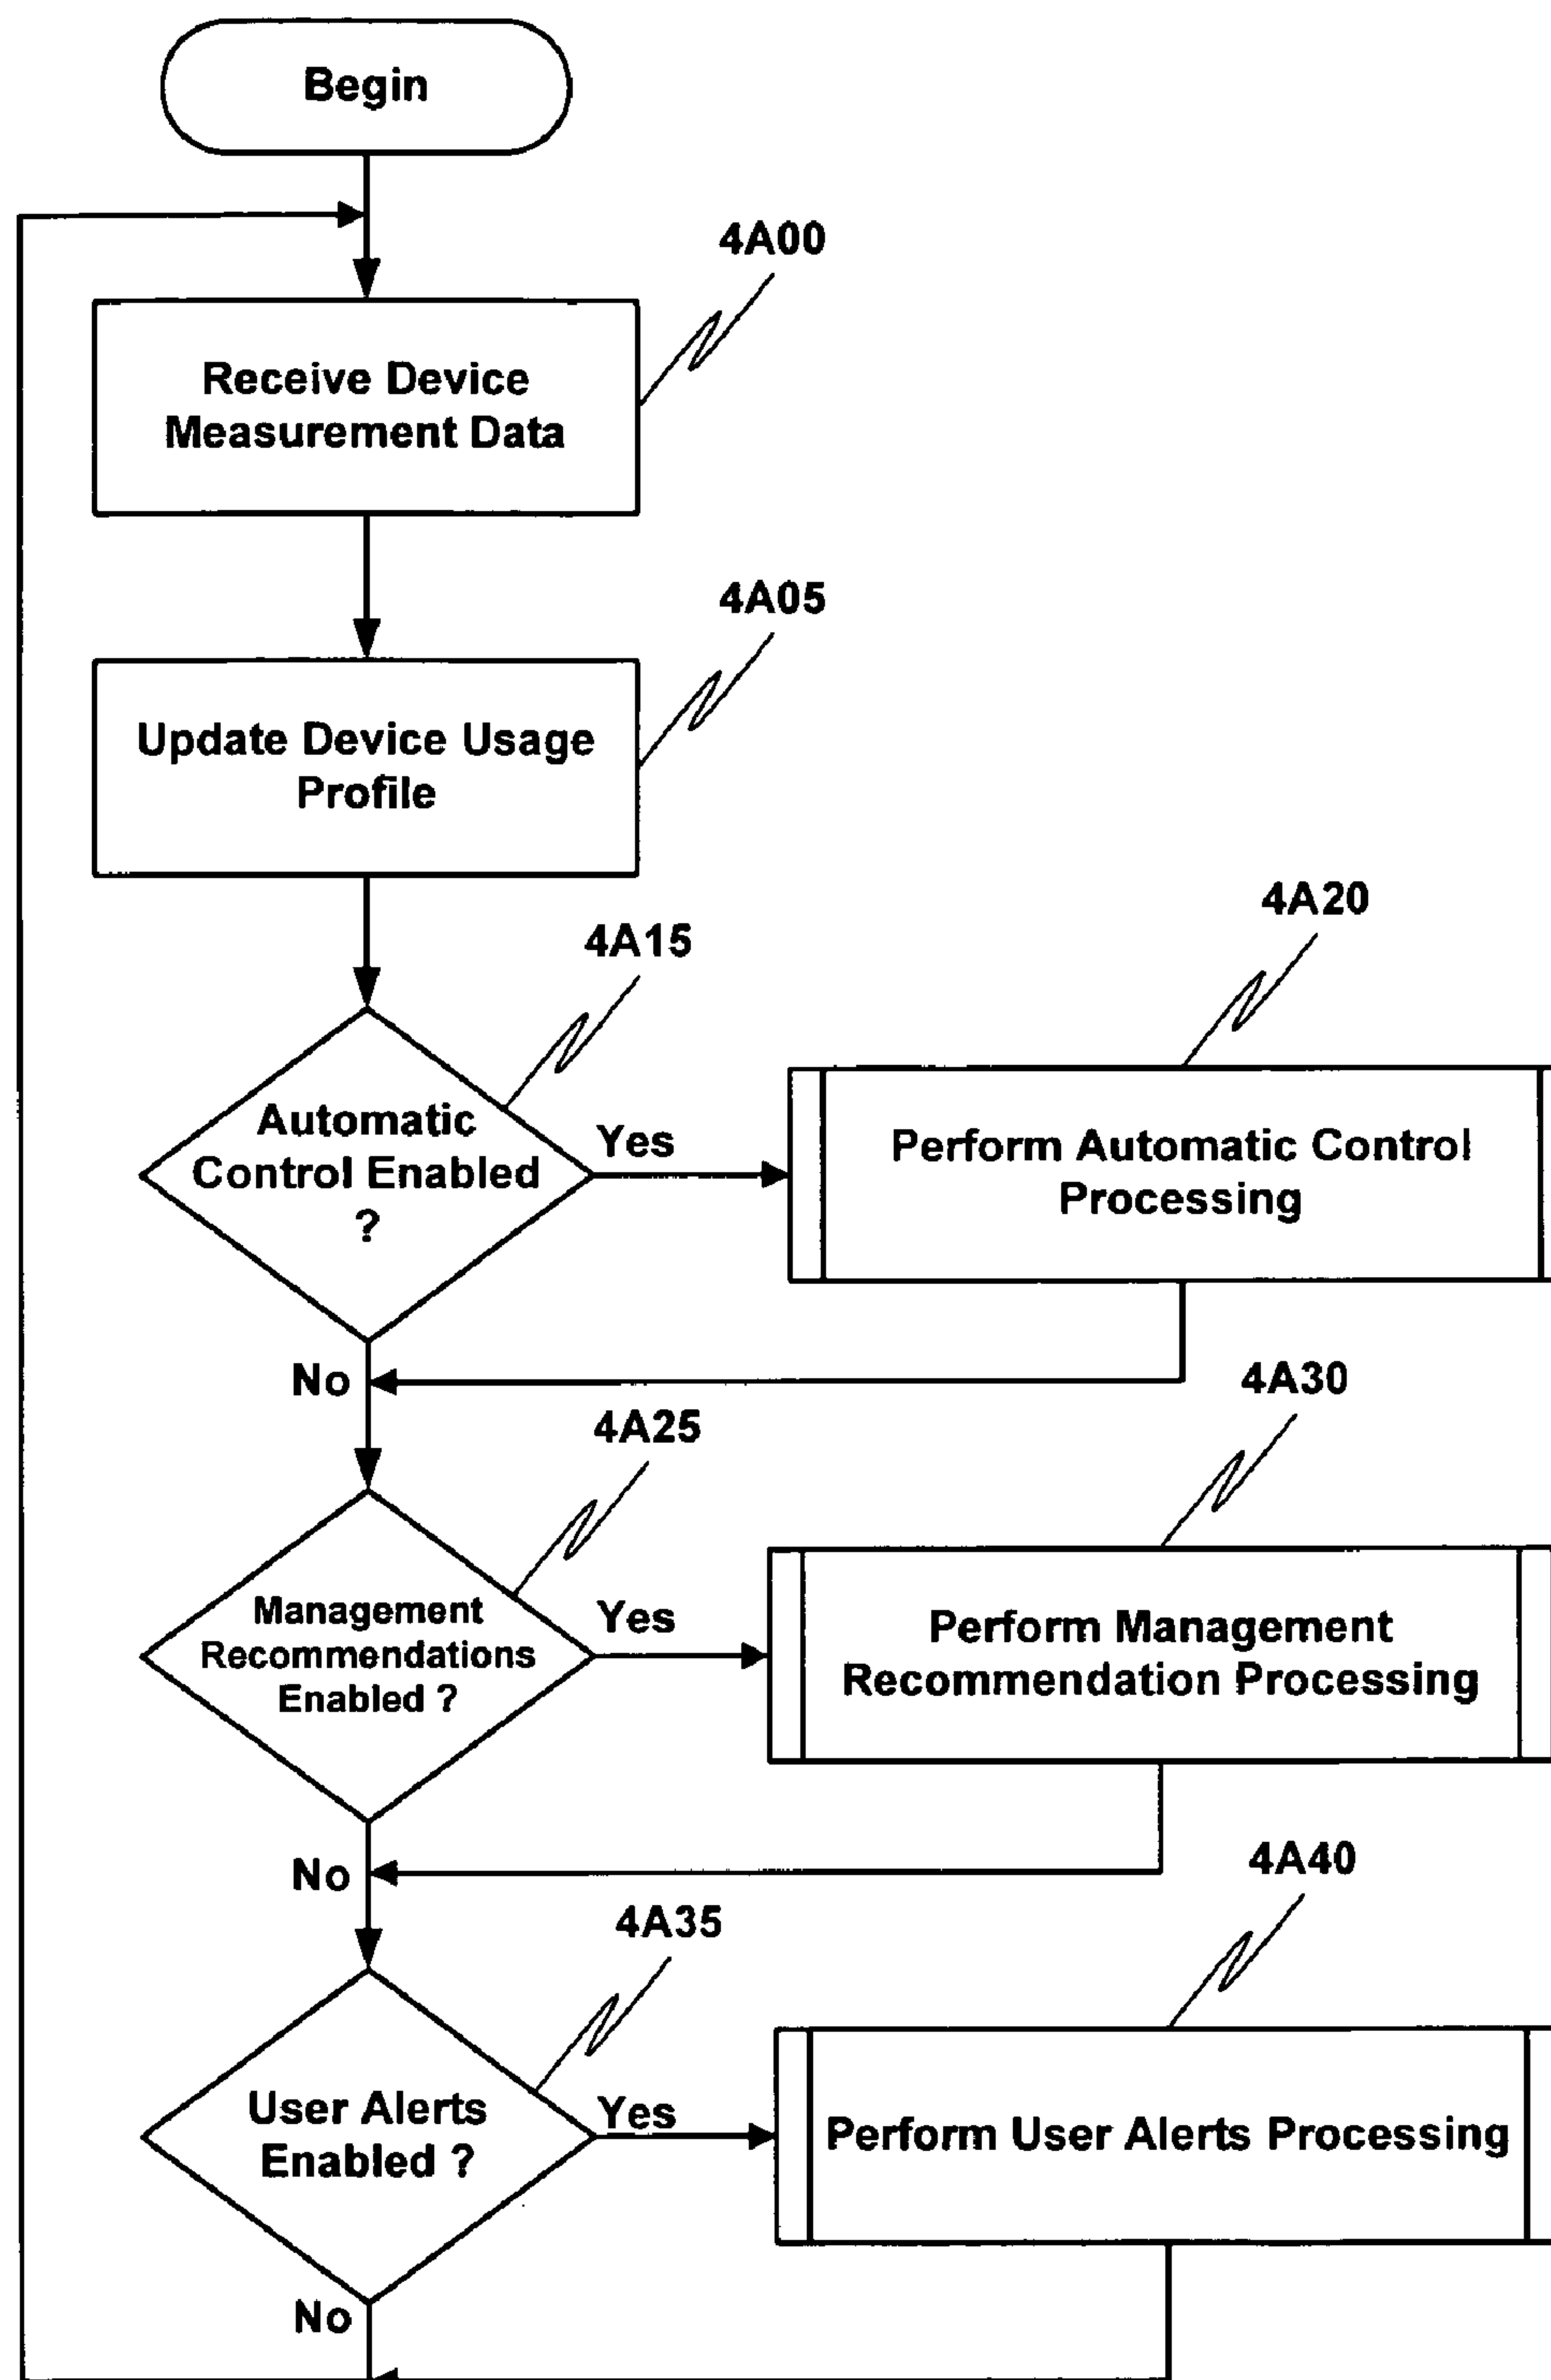 Begin
4A00
Receive Device
Measurement Data
4A05
Update Device Usage
Profile
4A15
4A20
Automatic
Control Enabled
?
Yes
Perform Automatic Control
Processing
No
4A25
4A30
Management
Recommendations
Enabled ?
Yes
Perform Management
Recommendation Processing
No
4A35
4A40
User Alerts
Enabled ?
Yes
Perform User Alerts Processing
No